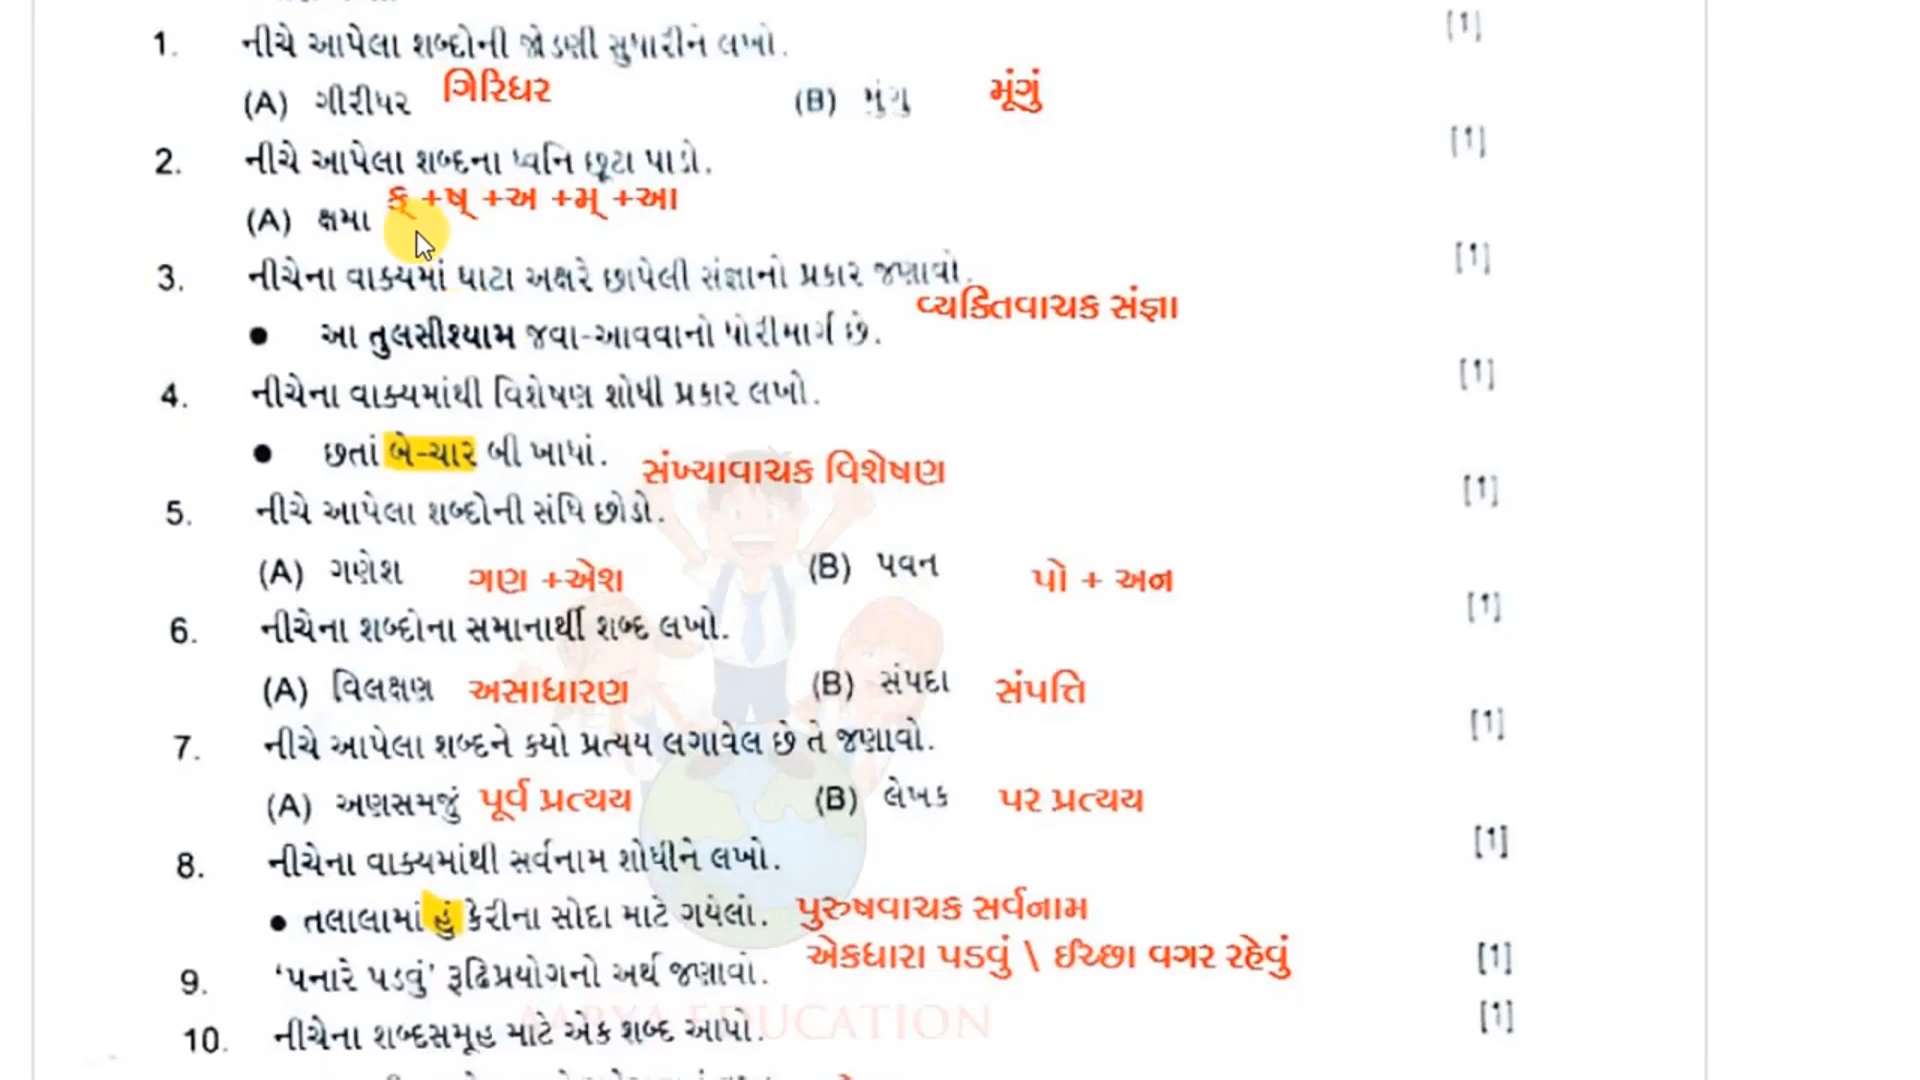 1. નીચે આપેલા શબ્દોની જોડણી સુધારીને લખો. [1]
(A) ગીરીધર ગિરિધર (B) મુંગુ મૂંગું
2. નીચે આપેલા શબ્દના ધ્વનિ છૂટા પાડો. [1]
(A) ક્ષમા ક્ +ષ્ +અ +મ્ +આ
3. નીચેના વાક્યમાં ઘાટા અક્ષરે છાપેલી સંજ્ઞાનો પ્રકાર જણાવો. [1]
વ્યક્તિવાચક સંજ્ઞા
● આ તુલસીશ્યામ જવા-આવવાનો ધોરીમાર્ગ છે.
4. નીચેના વાક્યમાંથી વિશેષણ શોધી પ્રકાર લખો. [1]
● છતાં બે-ચાર બી ખાધાં. સંખ્યાવાચક વિશેષણ
5. નીચે આપેલા શબ્દોની સંધિ છોડો. [1]
(A) ગણેશ ગણ +એશ (B) પવન પો + અન
6. નીચેના શબ્દોના સમાનાર્થી શબ્દ લખો. [1]
(A) વિલક્ષણ અસાધારણ (B) સંપદા સંપત્તિ
7. નીચે આપેલા શબ્દને કયો પ્રત્યય લગાવેલ છે તે જણાવો. [1]
(A) અણસમજું પૂર્વ પ્રત્યય (B) લેખક પર પ્રત્યય
8. નીચેના વાક્યમાંથી સર્વનામ શોધીને લખો. [1]
● તલાલામાં હું કેરીના સોદા માટે ગયેલો. પુરુષવાચક સર્વનામ
એકધારા પડવું \ ઈચ્છા વગર રહેવું
9. ‘પનારે પડવું’ રૂઢિપ્રયોગનો અર્થ જણાવો. [1]
10. નીચેના શબ્દસમૂહ માટે એક શબ્દ આપો. [1]
AARYA EDUCATION